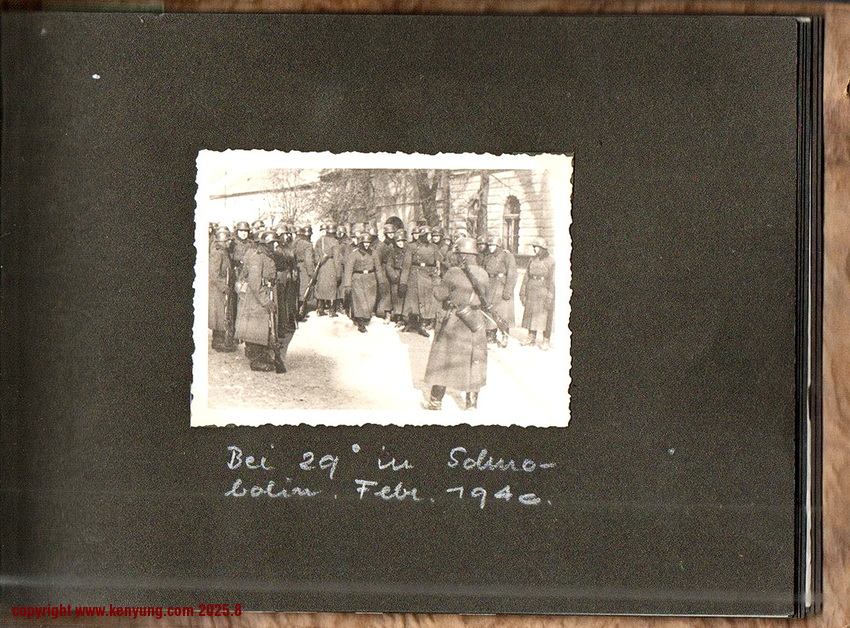 Bei 29° in Schro-
bolin. Febr. 1940.
copyright www.kenyung.com 2025.8